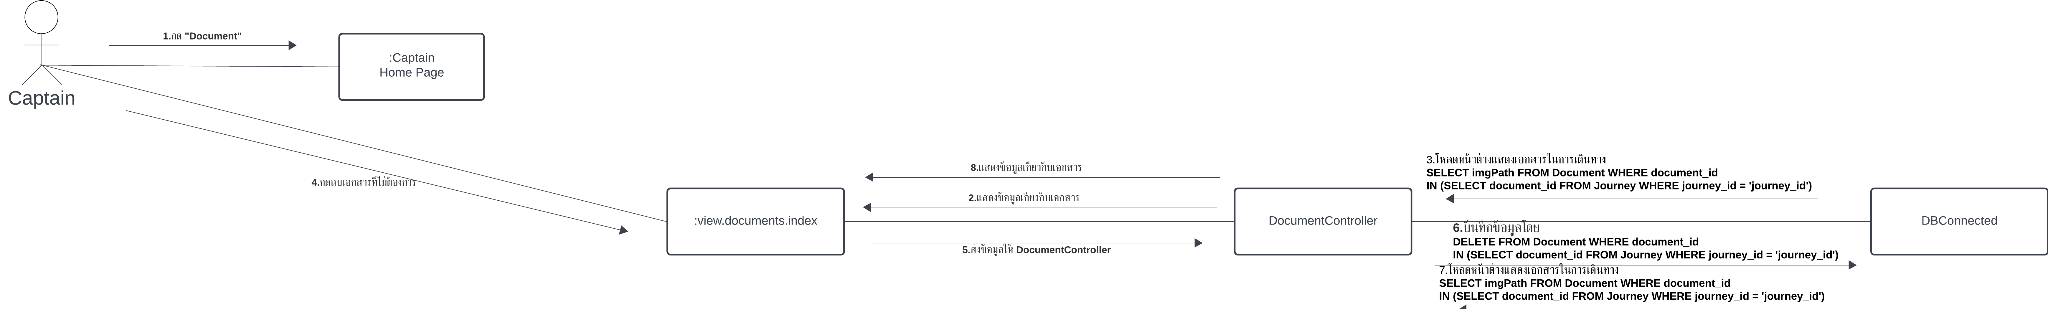 1.กด "Document"
:Captain
Home Page
Captain
4.กดลบเอกสารที่ไม่ต้องการ
:view.documents.index
8.แสดงข้อมูลเกี่ยวกับเอกสาร
2.แสดงข้อมูลเกี่ยวกับเอกสาร
5.ส่งข้อมูลให้ DocumentController
DocumentController
3.โหลดหน้าต่างแสดงเอกสารในการเดินทาง
SELECT imgPath FROM Document WHERE document_id
IN (SELECT document_id FROM Journey WHERE journey_id = 'journey_id')
6.บันทึกข้อมูลโดย
DELETE FROM Document WHERE document_id
IN (SELECT document_id FROM Journey WHERE journey_id = 'journey_id')
7.โหลดหน้าต่างแสดงเอกสารในการเดินทาง
SELECT imgPath FROM Document WHERE document_id
IN (SELECT document_id FROM Journey WHERE journey_id = 'journey_id')
DBConnected